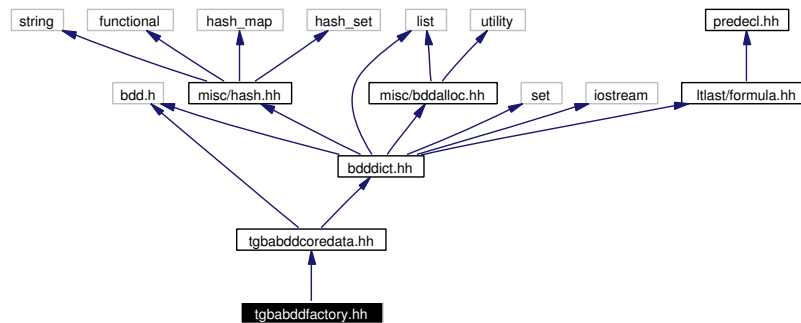 string
functional
hash_map
hash_set
list
utility
predecl.hh
bdd.h
misc/hash.hh
misc/bddalloc.hh
set
iostream
ltlast/formula.hh
bdddict.hh
tgbabddcoredata.hh
tgbabddfactory.hh